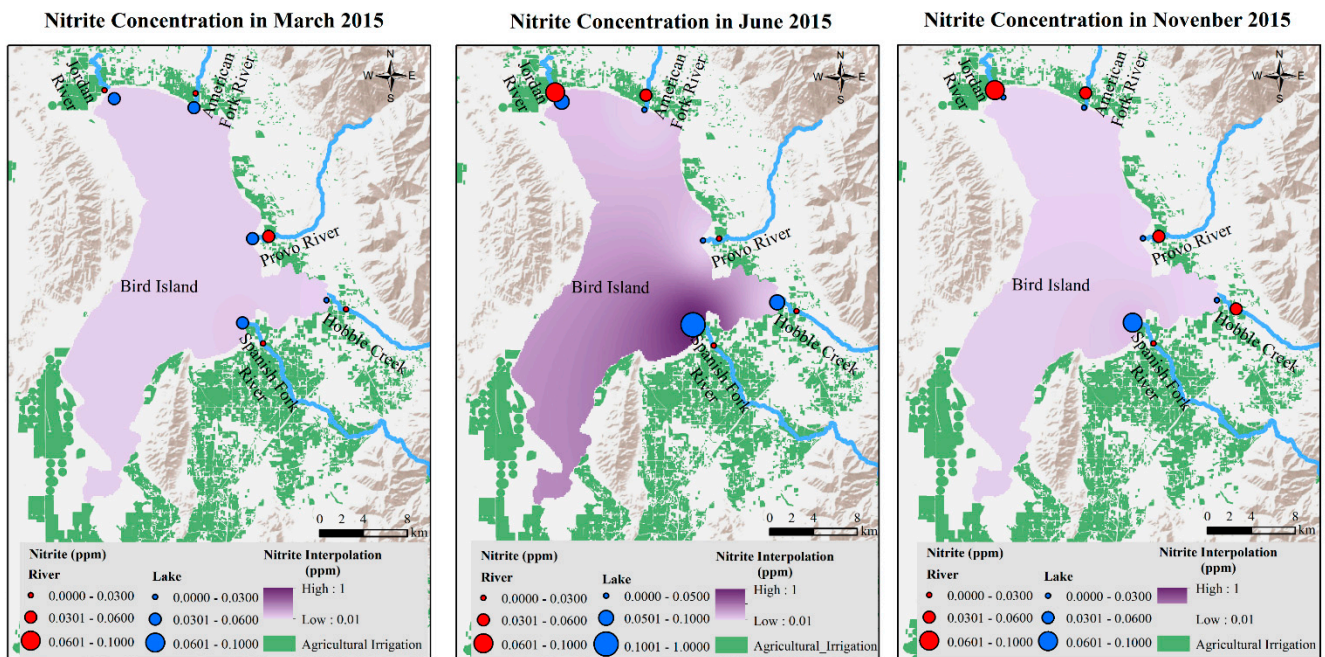 Nitrite Concentration in March 2015
N
W E
S
Jordan
River
American
Fork River
Provo River
Bird Island
Hobble Creek
Spanish Fork
River
0 2 4 8
km
Nitrite (ppm)
River
0.0000 - 0.0300
0.0301 - 0.0600
0.0601 - 0.1000
Lake
0.0000 - 0.0300
0.0301 - 0.0600
0.0601 - 0.1000
Nitrite Interpolation
(ppm)
High : 1
Low : 0.01
Agricultural Irrigation
Nitrite Concentration in June 2015
N
W E
S
Jordan
River
American
Fork River
Provo River
Bird Island
Hobble Creek
Spanish Fork
River
0 2 4 8
km
Nitrite (ppm)
River
0.0000 - 0.0300
0.0301 - 0.0600
0.0601 - 0.1000
Lake
0.0000 - 0.0500
0.0501 - 0.1000
0.1001 - 1.0000
Nitrite Interpolation
(ppm)
High : 1
Low : 0.01
Agricultural_Irrigation
Nitrite Concentration in Novenber 2015
N
W E
S
Jordan
River
American
Fork River
Provo River
Bird Island
Hobble Creek
Spanish Fork
River
0 2 4 8
km
Nitrite (ppm)
River
0.0000 - 0.0300
0.0301 - 0.0600
0.0601 - 0.1000
Lake
0.0000 - 0.0300
0.0301 - 0.0600
0.0601 - 0.1000
Nitrite Interpolation
(ppm)
High : 1
Low : 0.01
Agricultural Irrigation